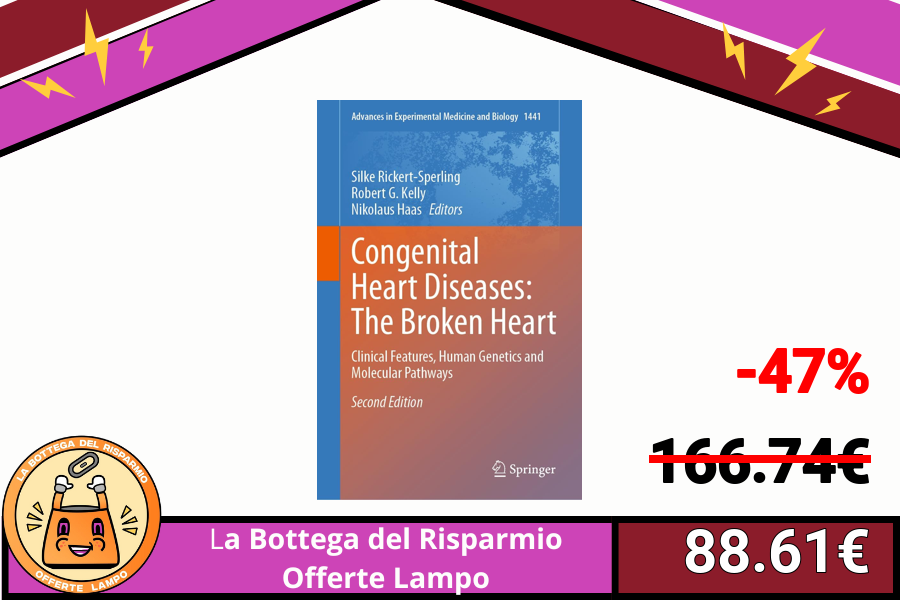 Advances in Experimental Medicine and Biology 1441
Silke Rickert-Sperling
Robert G. Kelly
Nikolaus Haas Editors
Congenital
Heart Diseases:
The Broken Heart
Clinical Features, Human Genetics and
Molecular Pathways
Second Edition
Springer
-47%
166.74€
88.61€
LA BOTTEGA DEL RISPARMIO
OFFERTE LAMPO
La Bottega del Risparmio
Offerte Lampo